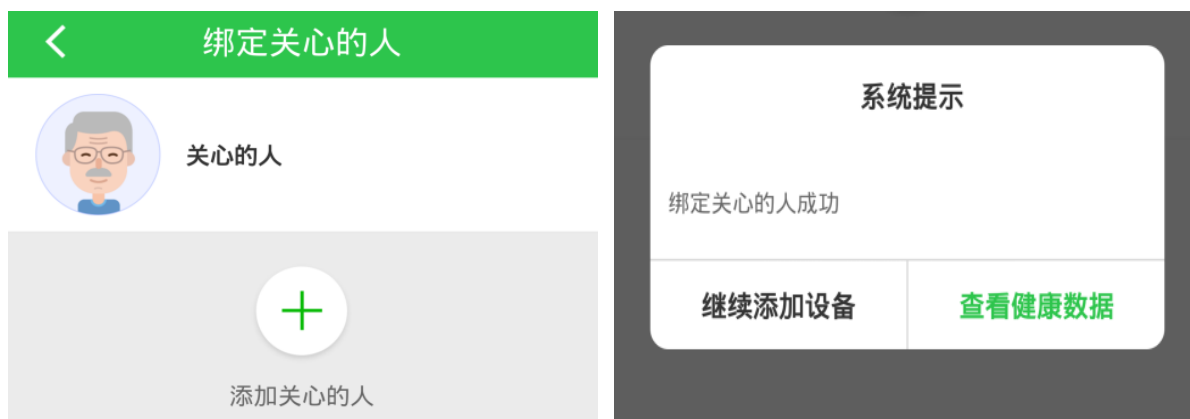 绑定关心的人
关心的人
添加关心的人
系统提示
绑定关心的人成功
继续添加设备
查看健康数据